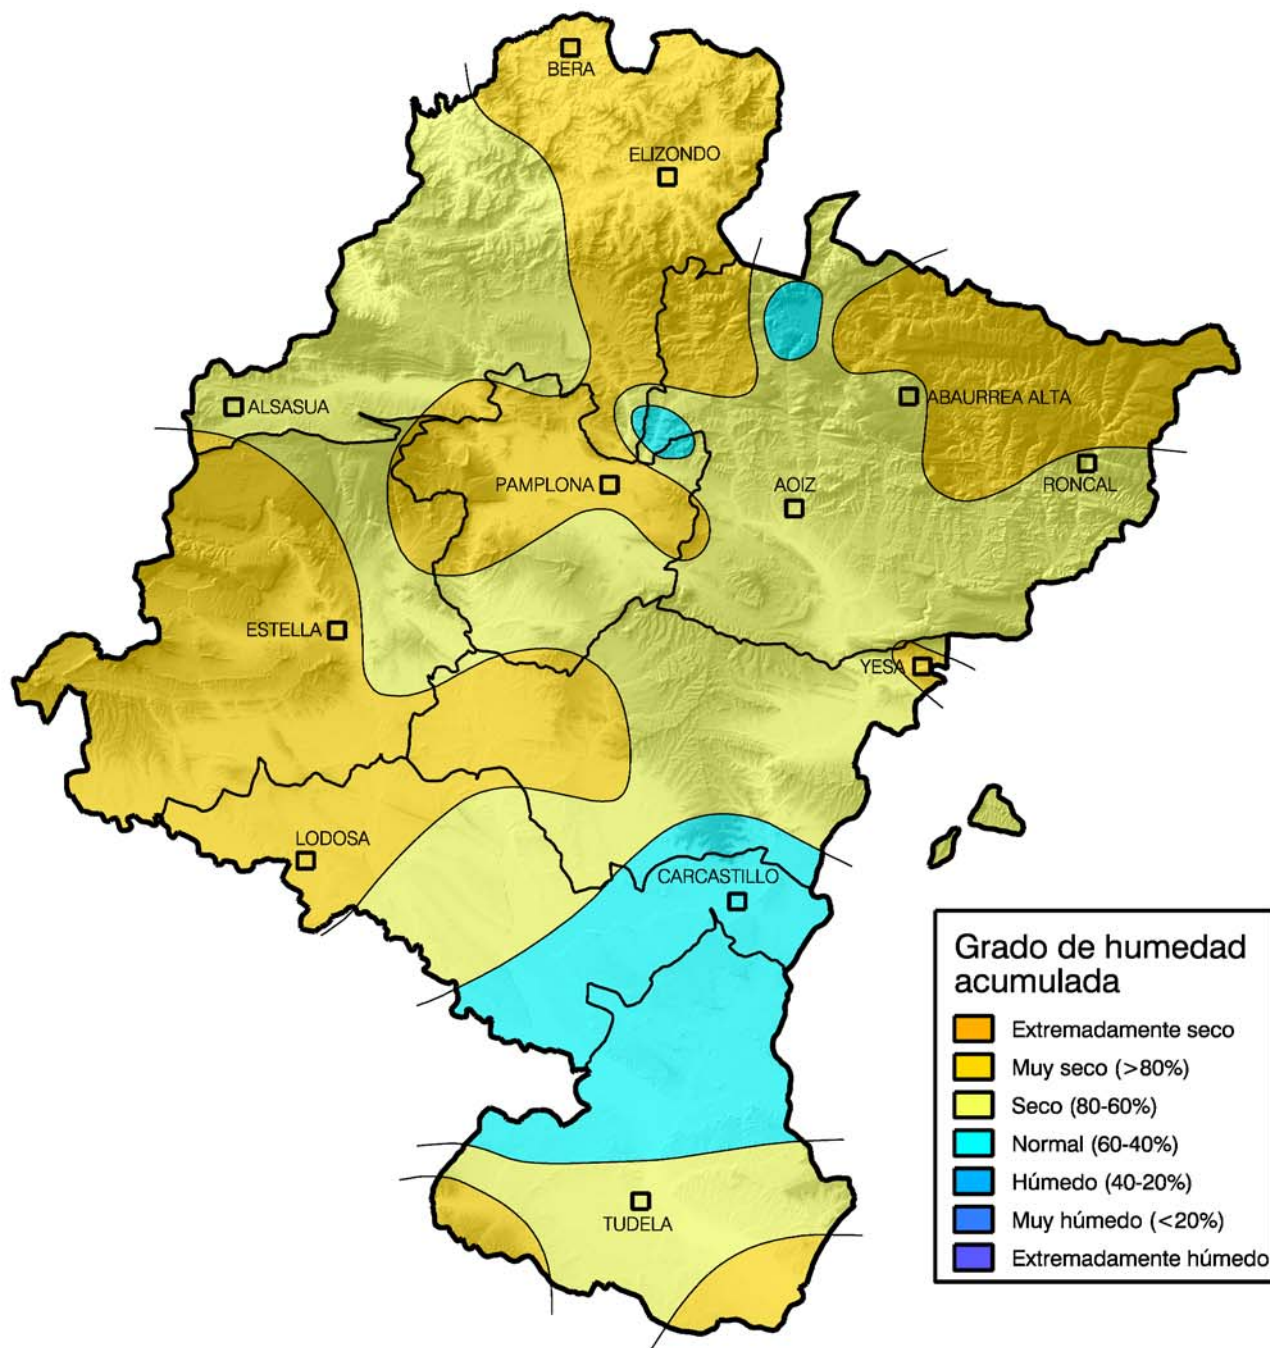 BERA
ELIZONDO
ALSASUA
ABAURREA ALTA
PAMPLONA
AOIZ
RONCAL
ESTELLA
YESA
LODOSA
CARCASTILLO
TUDELA
Grado de humedad
acumulada
Extremadamente seco
Muy seco (>80%)
Seco (80-60%)
Normal (60-40%)
Húmedo (40-20%)
Muy húmedo (<20%)
Extremadamente húmedo